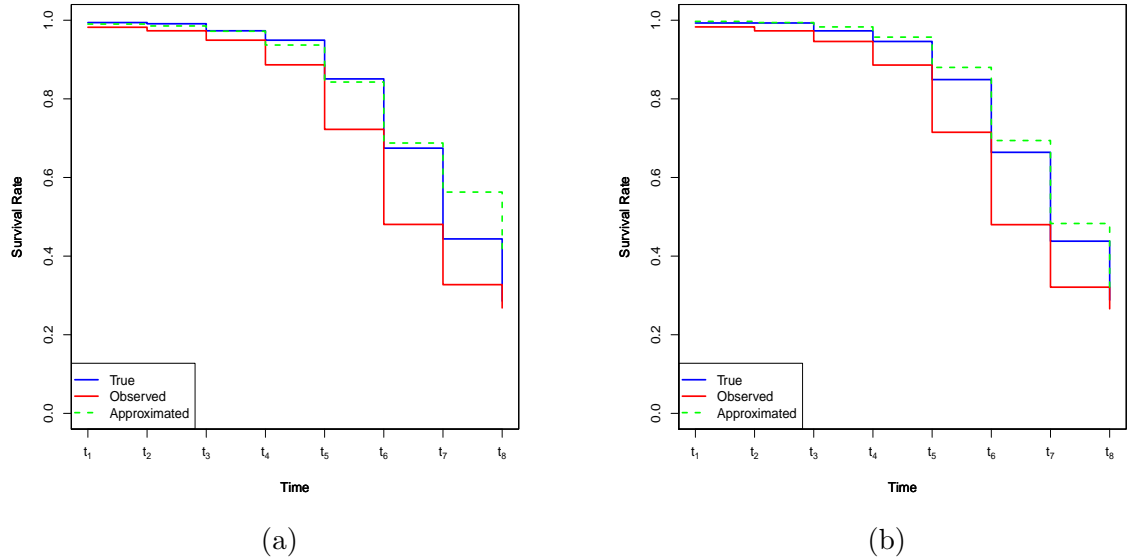 Survival Rate
1.0
0.8
0.6
0.4
0.2
0.0
True
Observed
Approximated
t1 t2 t3 t4 t5 t6 t7 t8
Time
(a)
Survival Rate
1.0
0.8
0.6
0.4
0.2
0.0
True
Observed
Approximated
t1 t2 t3 t4 t5 t6 t7 t8
Time
(b)